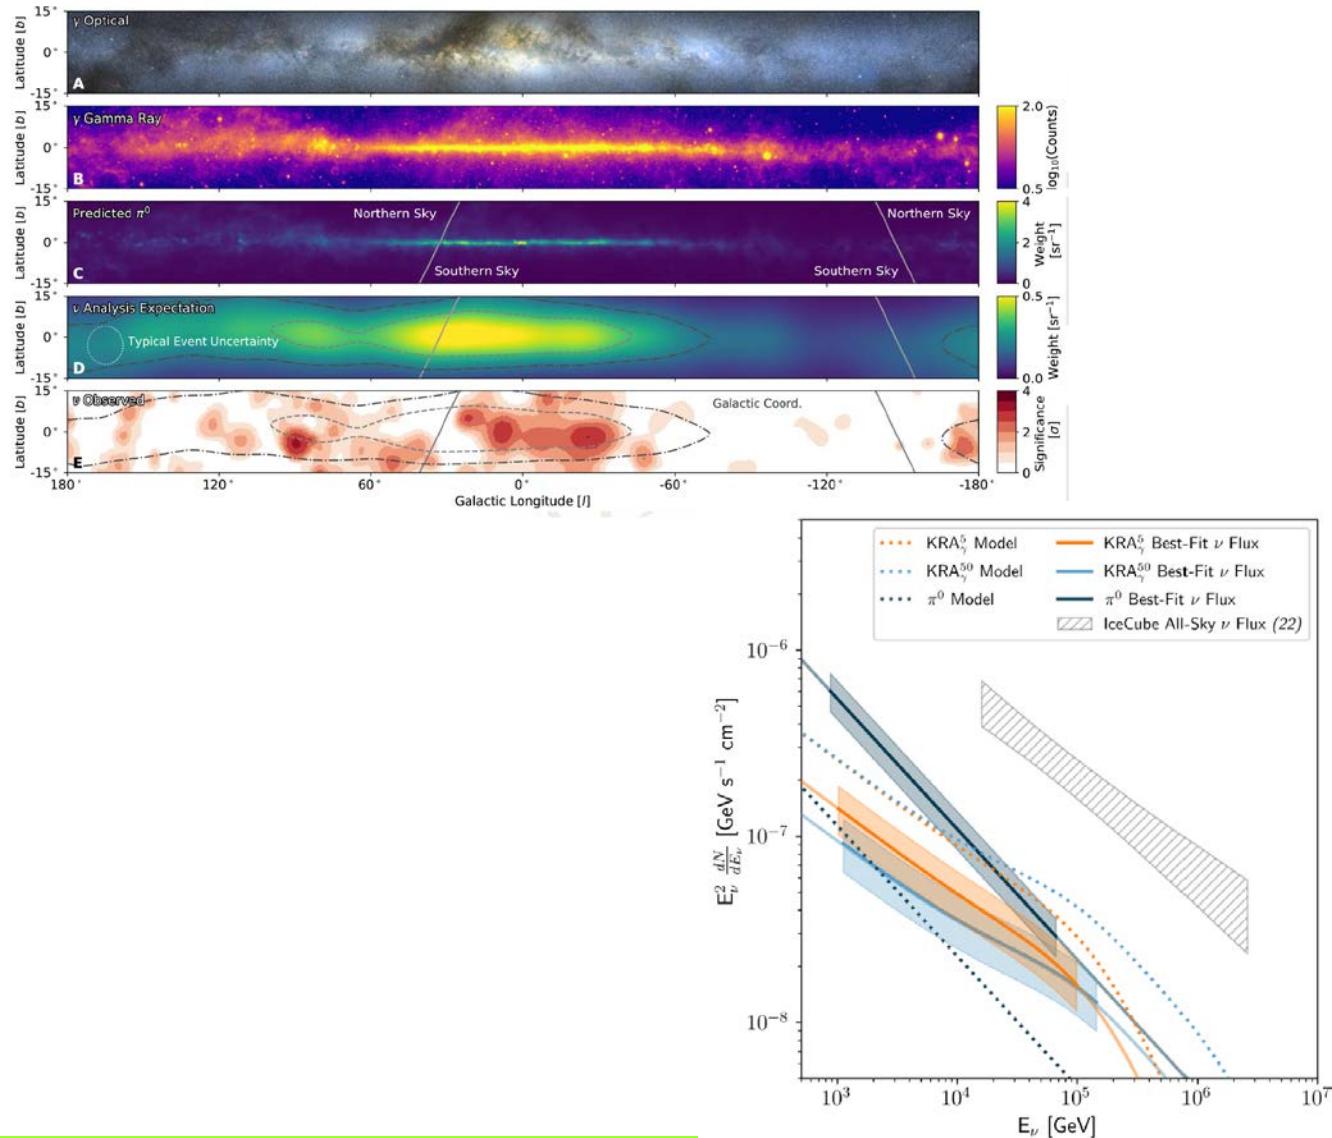 15°
γ Optical
Latitude [b]
0°
A
-15°
15°
γ Gamma Ray
2.0
Latitude [b]
0°
log₁₀(Counts)
B
-15°
0.5
15°
Predicted π⁰
Northern Sky
Northern Sky
4
Latitude [b]
0°
2
Weight [sr⁻¹]
C
Southern Sky
Southern Sky
-15°
0
15°
ν Analysis Expectation
0.5
Latitude [b]
0°
Typical Event Uncertainty
Weight [sr⁻¹]
D
-15°
0.0
15°
ν Observed
Galactic Coord.
4
3
Latitude [b]
0°
2
Significance [σ]
1
E
-15°
0
180° 120° 60° 0° -60° -120° -180°
Galactic Longitude [l]
KRA⁵γ Model
KRA⁵γ Best-Fit ν Flux
KRA⁵⁰γ Model
KRA⁵⁰γ Best-Fit ν Flux
π⁰ Model
π⁰ Best-Fit ν Flux
IceCube All-Sky ν Flux (22)
10⁻⁶
10⁻⁷
10⁻⁸
E²ν dN/dEν [GeV s⁻¹ cm⁻²]
10³ 10⁴ 10⁵ 10⁶ 10⁷
Eν [GeV]